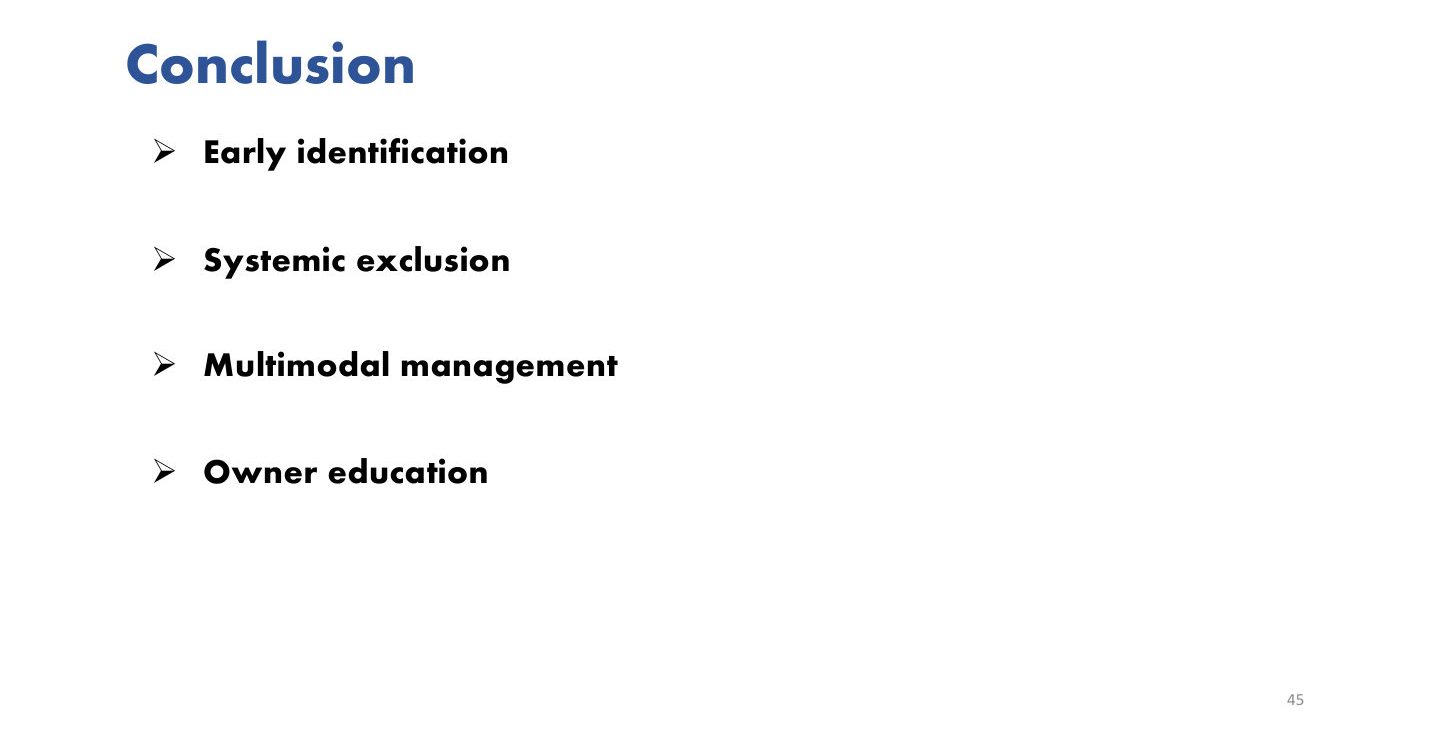 Conclusion
➢ Early identification
➢ Systemic exclusion
➢ Multimodal management
➢ Owner education
45